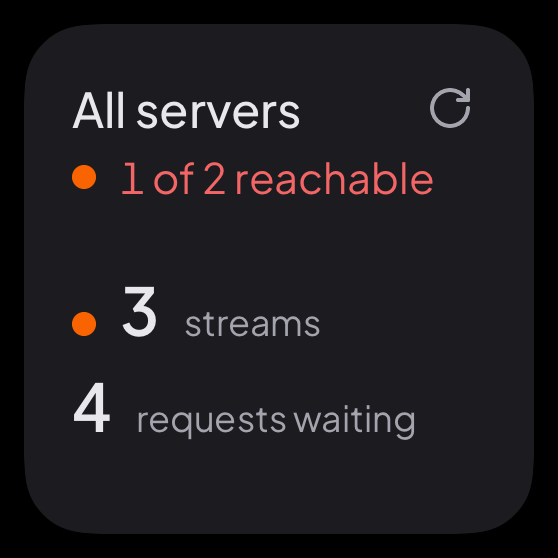 All servers
1 of 2 reachable
3 streams
4 requests waiting